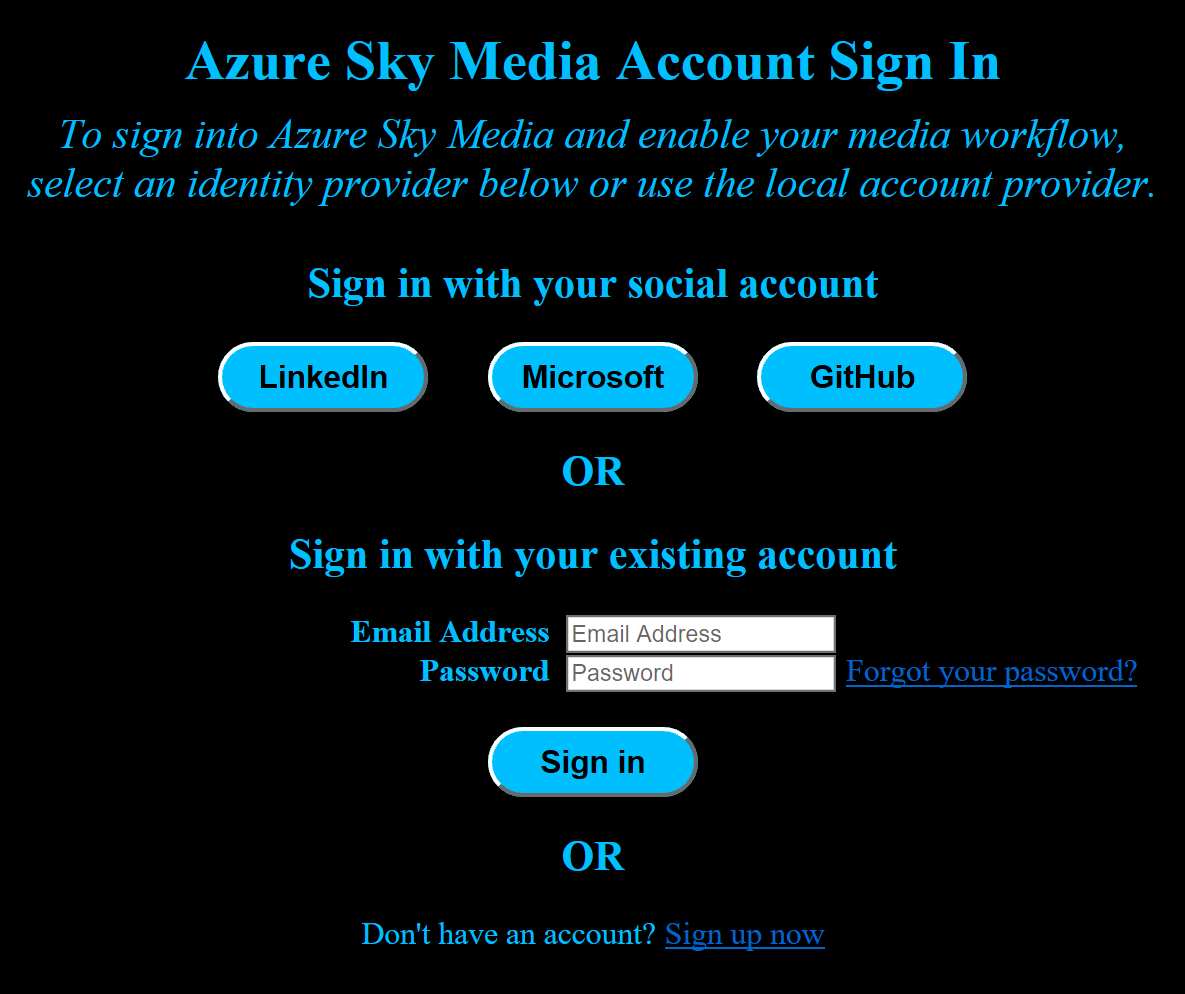 Azure Sky Media Account Sign In
To sign into Azure Sky Media and enable your media workflow,
select an identity provider below or use the local account provider.
Sign in with your social account
LinkedIn Microsoft GitHub
OR
Sign in with your existing account
Email Address Email Address
Password Password Forgot your password?
Sign in
OR
Don't have an account? Sign up now